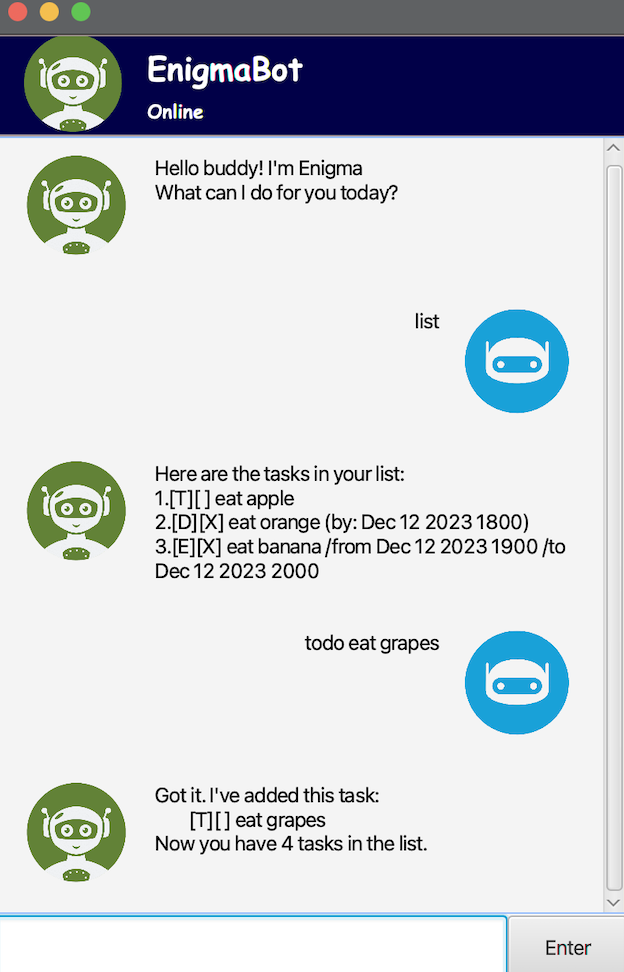 EnigmaBot
Online
Hello buddy! I'm Enigma
What can I do for you today?
list
Here are the tasks in your list:
1.[T][ ] eat apple
2.[D][X] eat orange (by: Dec 12 2023 1800)
3.[E][X] eat banana /from Dec 12 2023 1900 /to
Dec 12 2023 2000
todo eat grapes
Got it. I've added this task:
[T][ ] eat grapes
Now you have 4 tasks in the list.
Enter